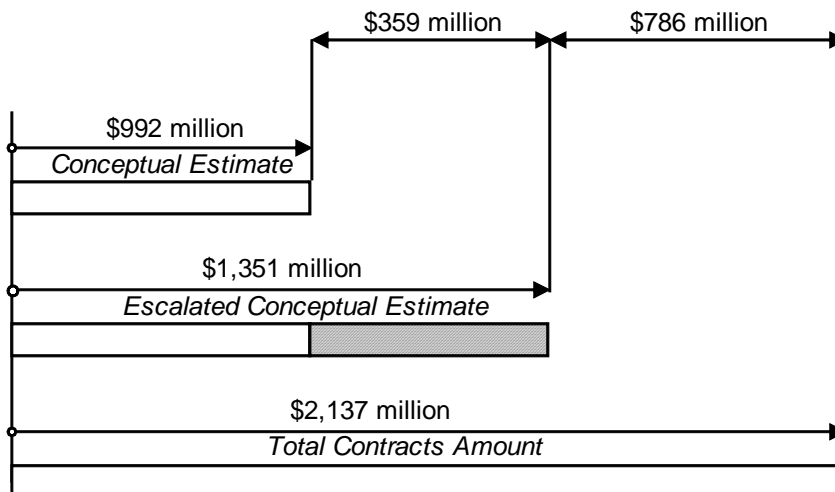 $359 million $786 million
$992 million
Conceptual Estimate
$1,351 million
Escalated Conceptual Estimate
$2,137 million
Total Contracts Amount